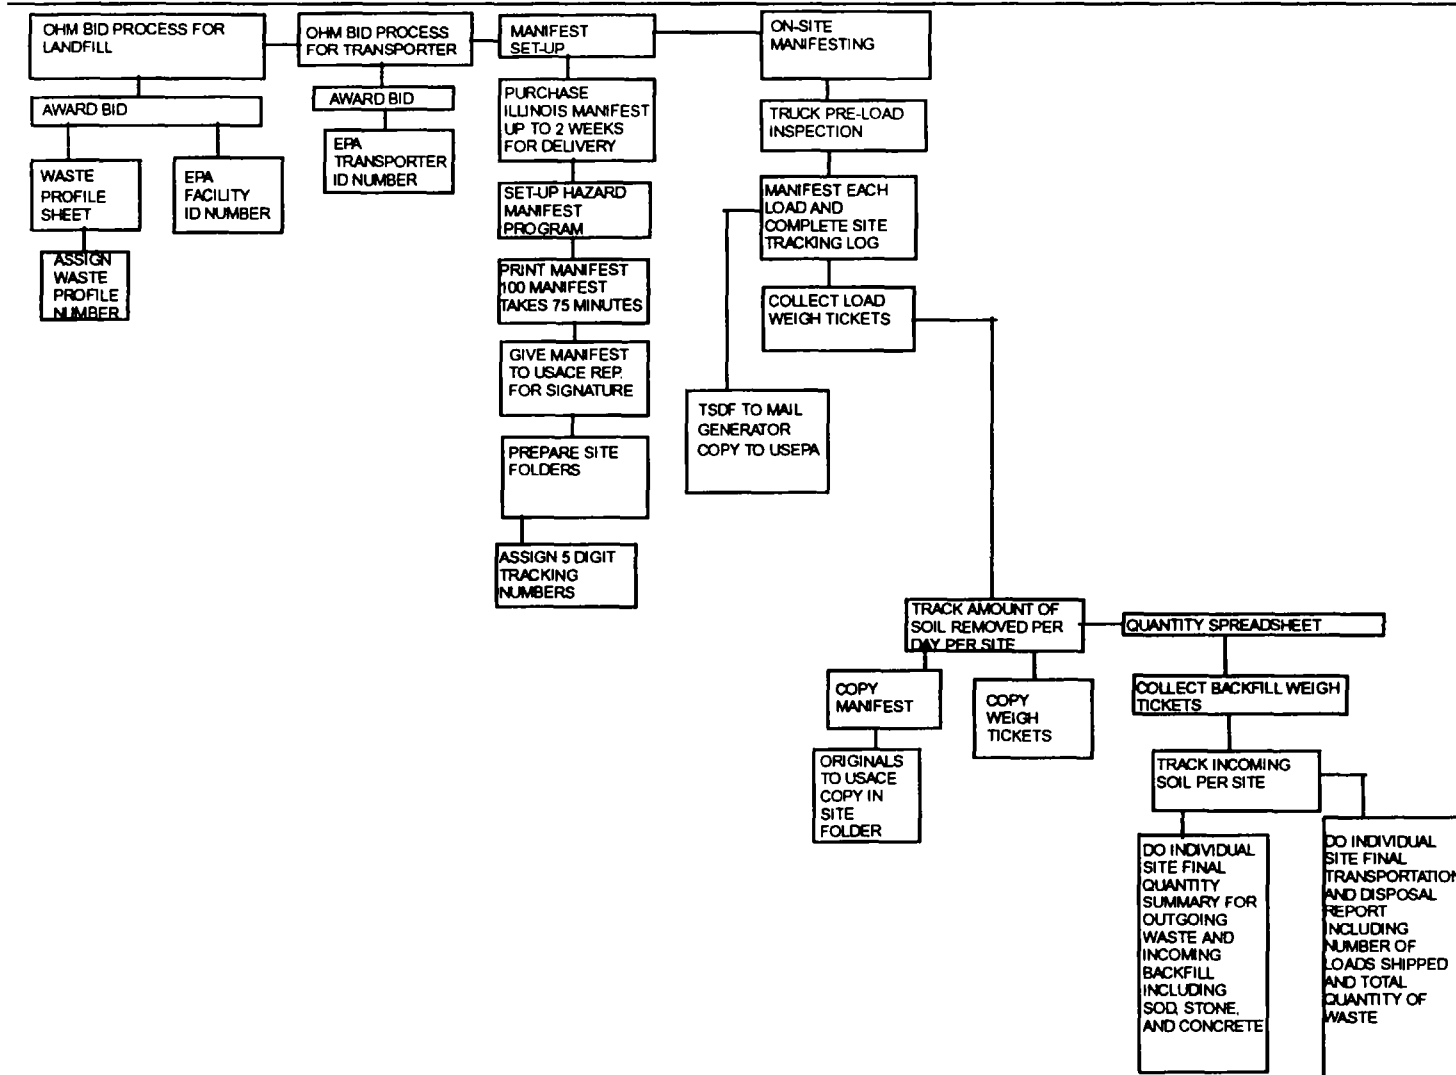 OHM BID PROCESS FOR
LANDFILL
AWARD BID
WASTE
PROFILE
SHEET
ASSIGN
WASTE
PROFILE
NUMBER
EPA
FACILITY
ID NUMBER
OHM BID PROCESS
FOR TRANSPORTER
AWARD BID
EPA
TRANSPORTER
ID NUMBER
MANIFEST
SET-UP
PURCHASE
ILLINOIS MANIFEST
UP TO 2 WEEKS
FOR DELIVERY
SET-UP HAZARD
MANIFEST
PROGRAM
PRINT MANIFEST
100 MANIFEST
TAKES 75 MINUTES
GIVE MANIFEST
TO USACE REP.
FOR SIGNATURE
PREPARE SITE
FOLDERS
ASSIGN 5 DIGIT
TRACKING
NUMBERS
ON-SITE
MANIFESTING
TRUCK PRE-LOAD
INSPECTION
MANIFEST EACH
LOAD AND
COMPLETE SITE
TRACKING LOG
COLLECT LOAD
WEIGH TICKETS
TSDF TO MAIL
GENERATOR
COPY TO USEPA
TRACK AMOUNT OF
SOIL REMOVED PER
DAY PER SITE
COPY
MANIFEST
ORIGINALS
TO USACE
COPY IN
SITE
FOLDER
COPY
WEIGH
TICKETS
QUANTITY SPREADSHEET
COLLECT BACKFILL WEIGH
TICKETS
TRACK INCOMING
SOIL PER SITE
DO INDIVIDUAL
SITE FINAL
QUANTITY
SUMMARY FOR
OUTGOING
WASTE AND
INCOMING
BACKFILL
INCLUDING
SOD, STONE,
AND CONCRETE
DO INDIVIDUAL
SITE FINAL
TRANSPORTATION
AND DISPOSAL
REPORT
INCLUDING
NUMBER OF
LOADS SHIPPED
AND TOTAL
QUANTITY OF
WASTE